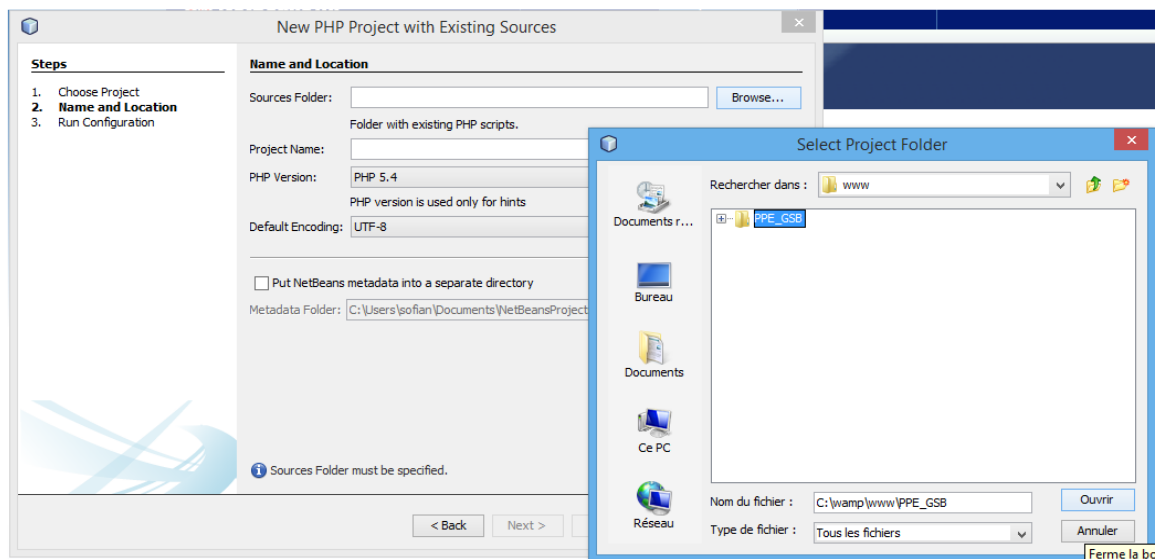 New PHP Project with Existing Sources
Steps
1. Choose Project
2. Name and Location
3. Run Configuration
Name and Location
Sources Folder:
Browse...
Folder with existing PHP scripts.
Project Name:
PHP Version: PHP 5.4
PHP version is used only for hints
Default Encoding: UTF-8
Put NetBeans metadata into a separate directory
Metadata Folder: C:\Users\sofian\Documents\NetBeansProject
Sources Folder must be specified.
< Back
Next >
Select Project Folder
Rechercher dans : www
PPE_GSB
Documents r...
Bureau
Documents
Ce PC
Réseau
Nom du fichier : C:\wamp\www\PPE_GSB
Ouvrir
Type de fichier : Tous les fichiers
Annuler
Ferme la bo